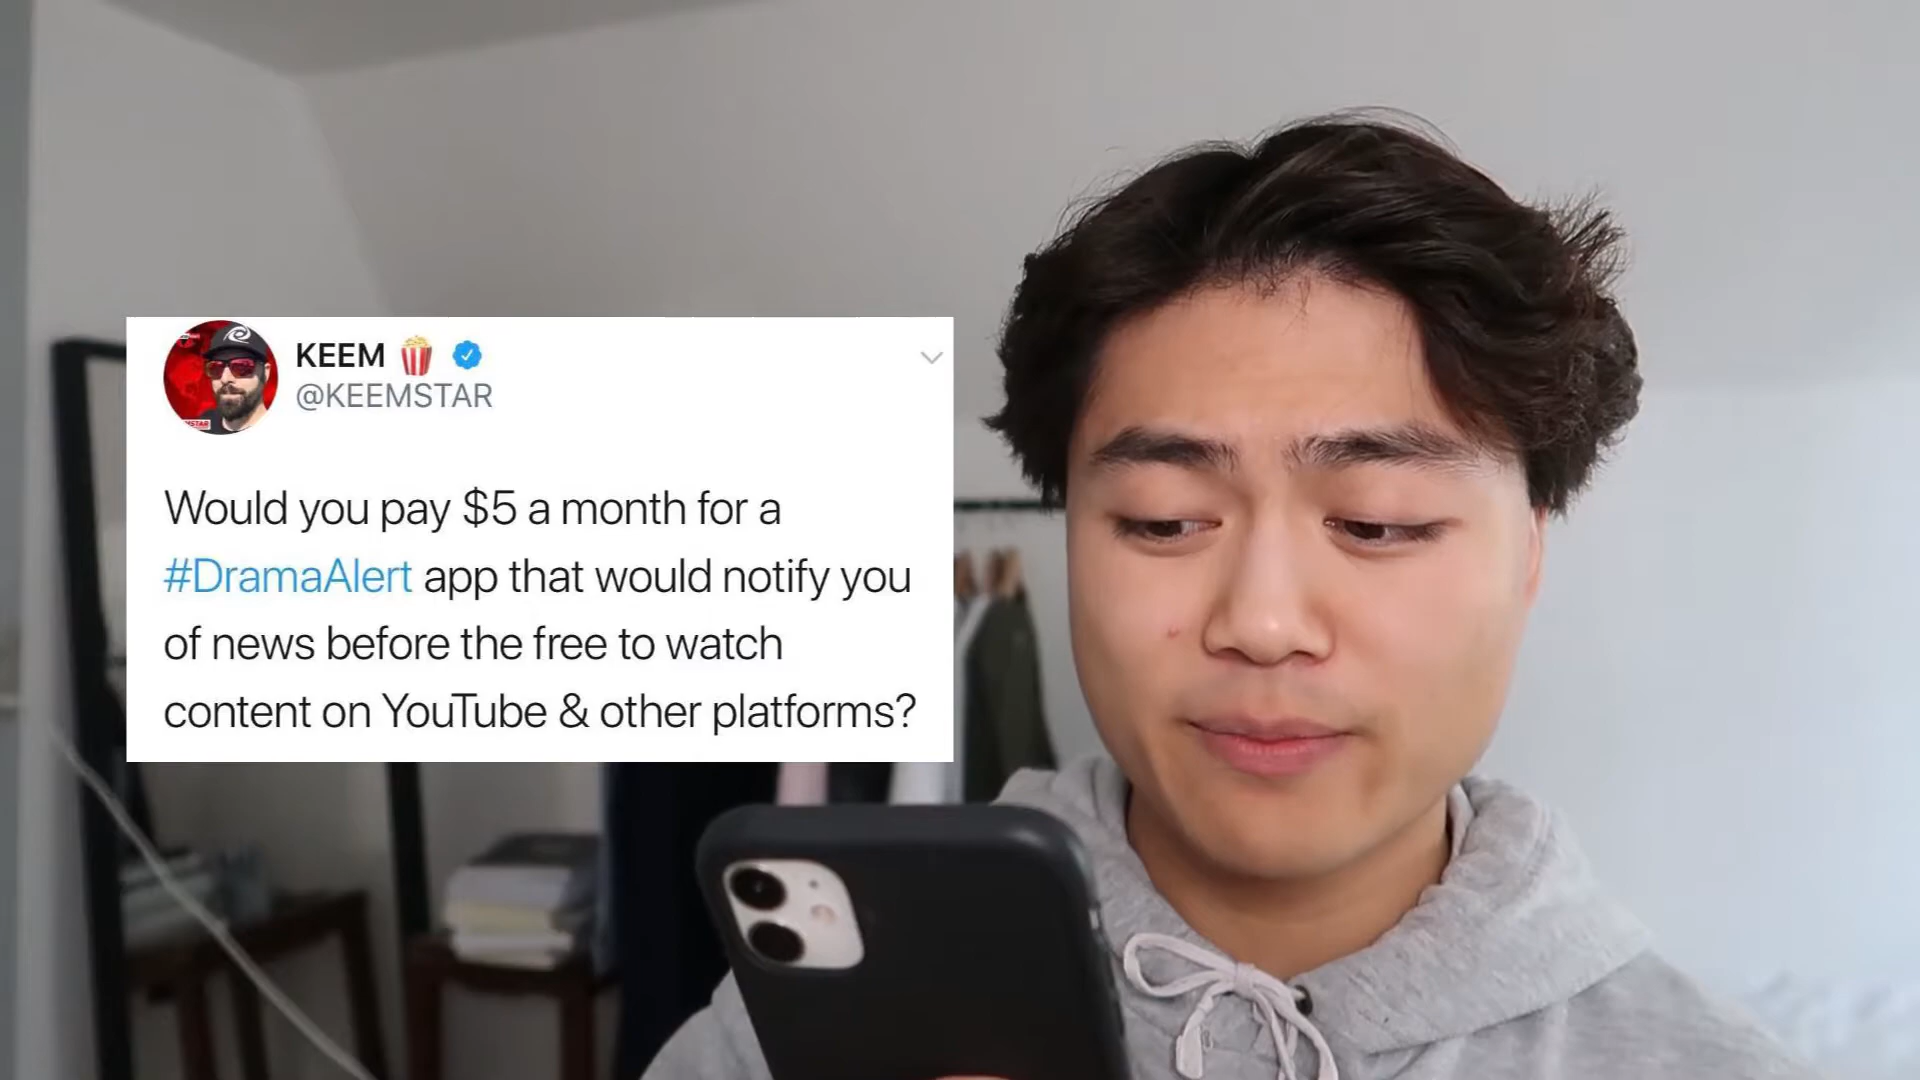 KEEM 🍿
@KEEMSTAR
Would you pay $5 a month for a
#DramaAlert app that would notify you
of news before the free to watch
content on YouTube & other platforms?